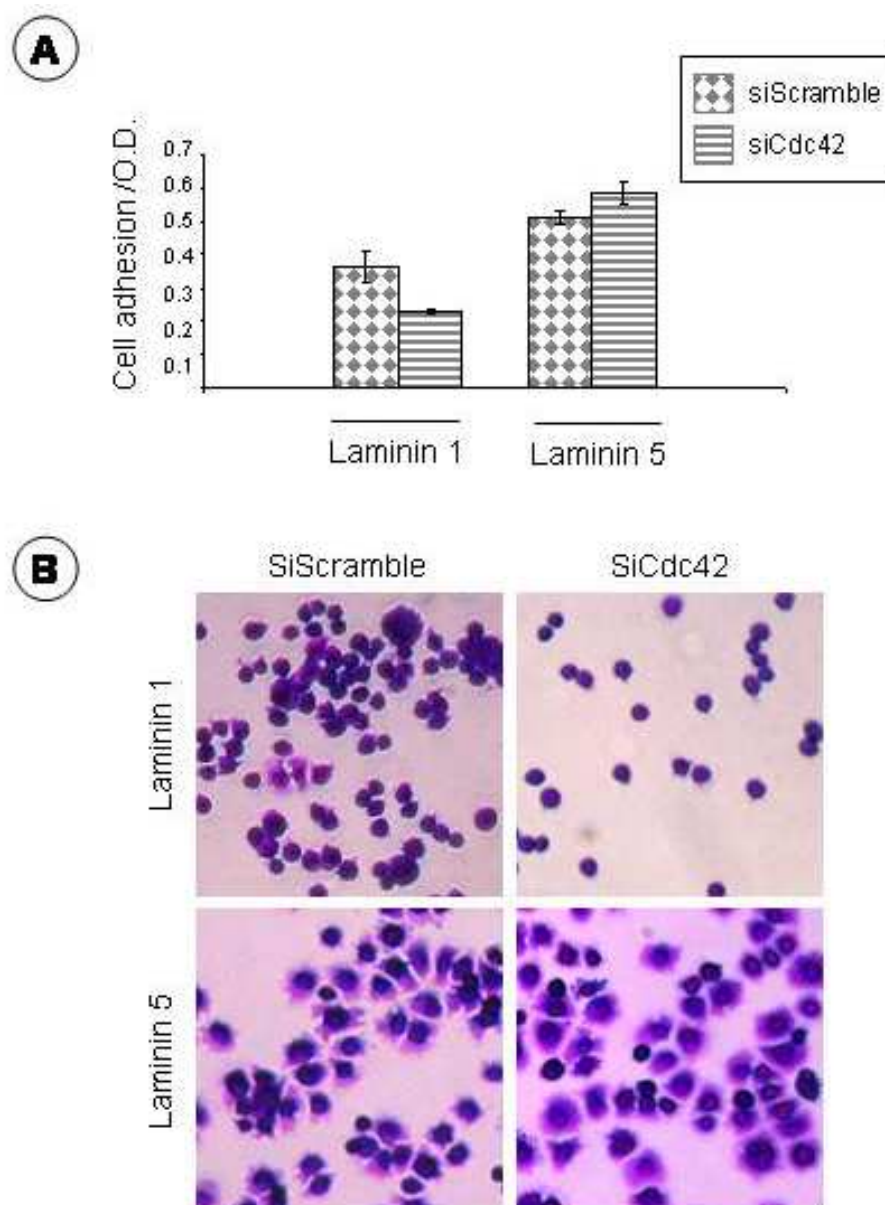 A
siScramble
siCdc42
Cell adhesion /O.D.
0.7
0.6
0.5
0.4
0.3
0.2
0.1
Laminin 1
Laminin 5
B
SiScramble
SiCdc42
Laminin 1
Laminin 5